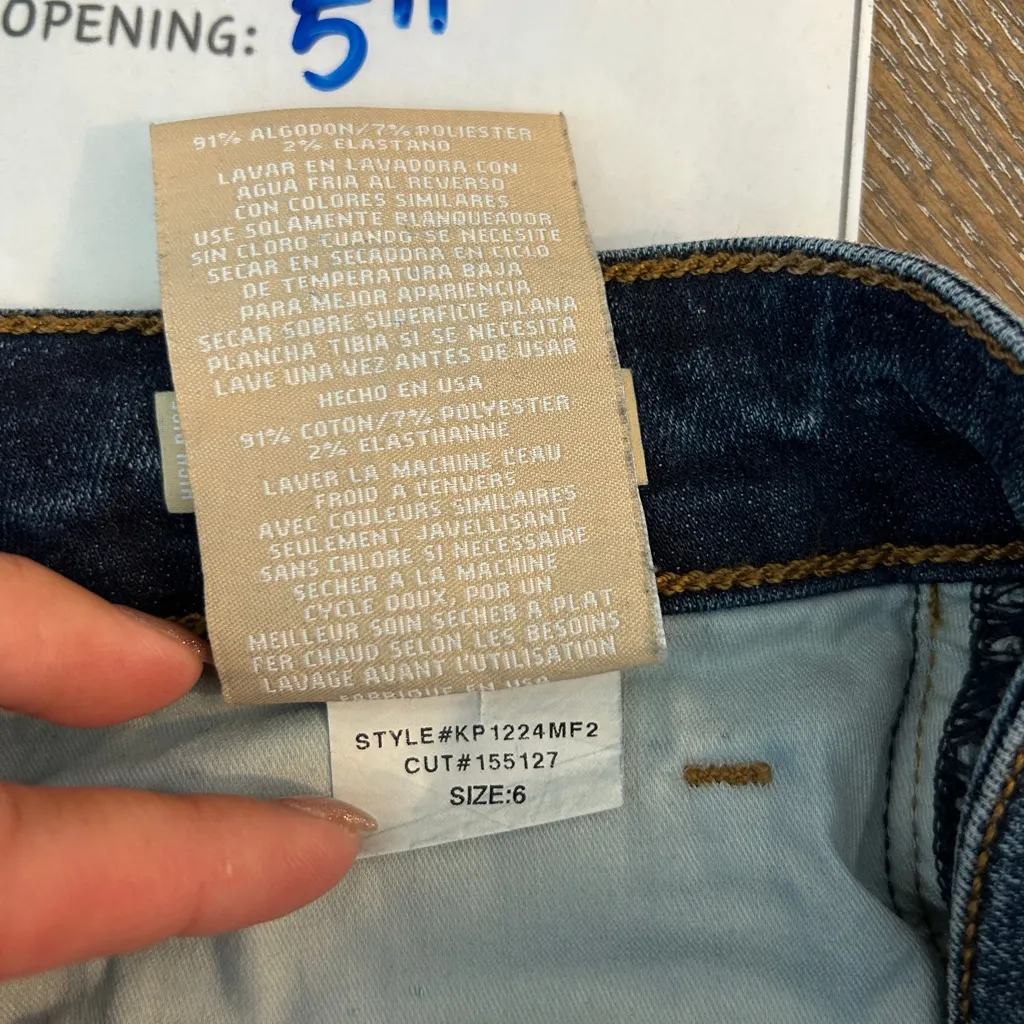 OPENING: 5"
91% ALGODON/7% POLIESTER
2% ELASTANO
LAVAR EN LAVADORA CON
AGUA FRIA AL REVERSO
CON COLORES SIMILARES
USE SOLAMENTE BLANQUEADOR
SIN CLORO CUANDO SE NECESITE
SECAR EN SECADORA EN CICLO
DE TEMPERATURA BAJA
PARA MEJOR APARIENCIA
SECAR SOBRE SUPERFICIE PLANA
PLANCHA TIBIA SI SE NECESITA
LAVE UNA VEZ ANTES DE USAR
HECHO EN USA
91% COTON/7% POLYESTER
2% ELASTHANNE
LAVER LA MACHINE L'EAU
FROID A L'ENVERS
AVEC COULEURS SIMILAIRES
SEULEMENT JAVELLISANT
SANS CHLORE SI NECESSAIRE
SECHER A LA MACHINE
CYCLE DOUX, POR UN
MEILLEUR SOIN SECHER A PLAT
FER CHAUD SELON LES BESOINS
LAVAGE AVANT L'UTILISATION
FABRIQUE EN USA
STYLE#KP1224MF2
CUT#155127
SIZE:6